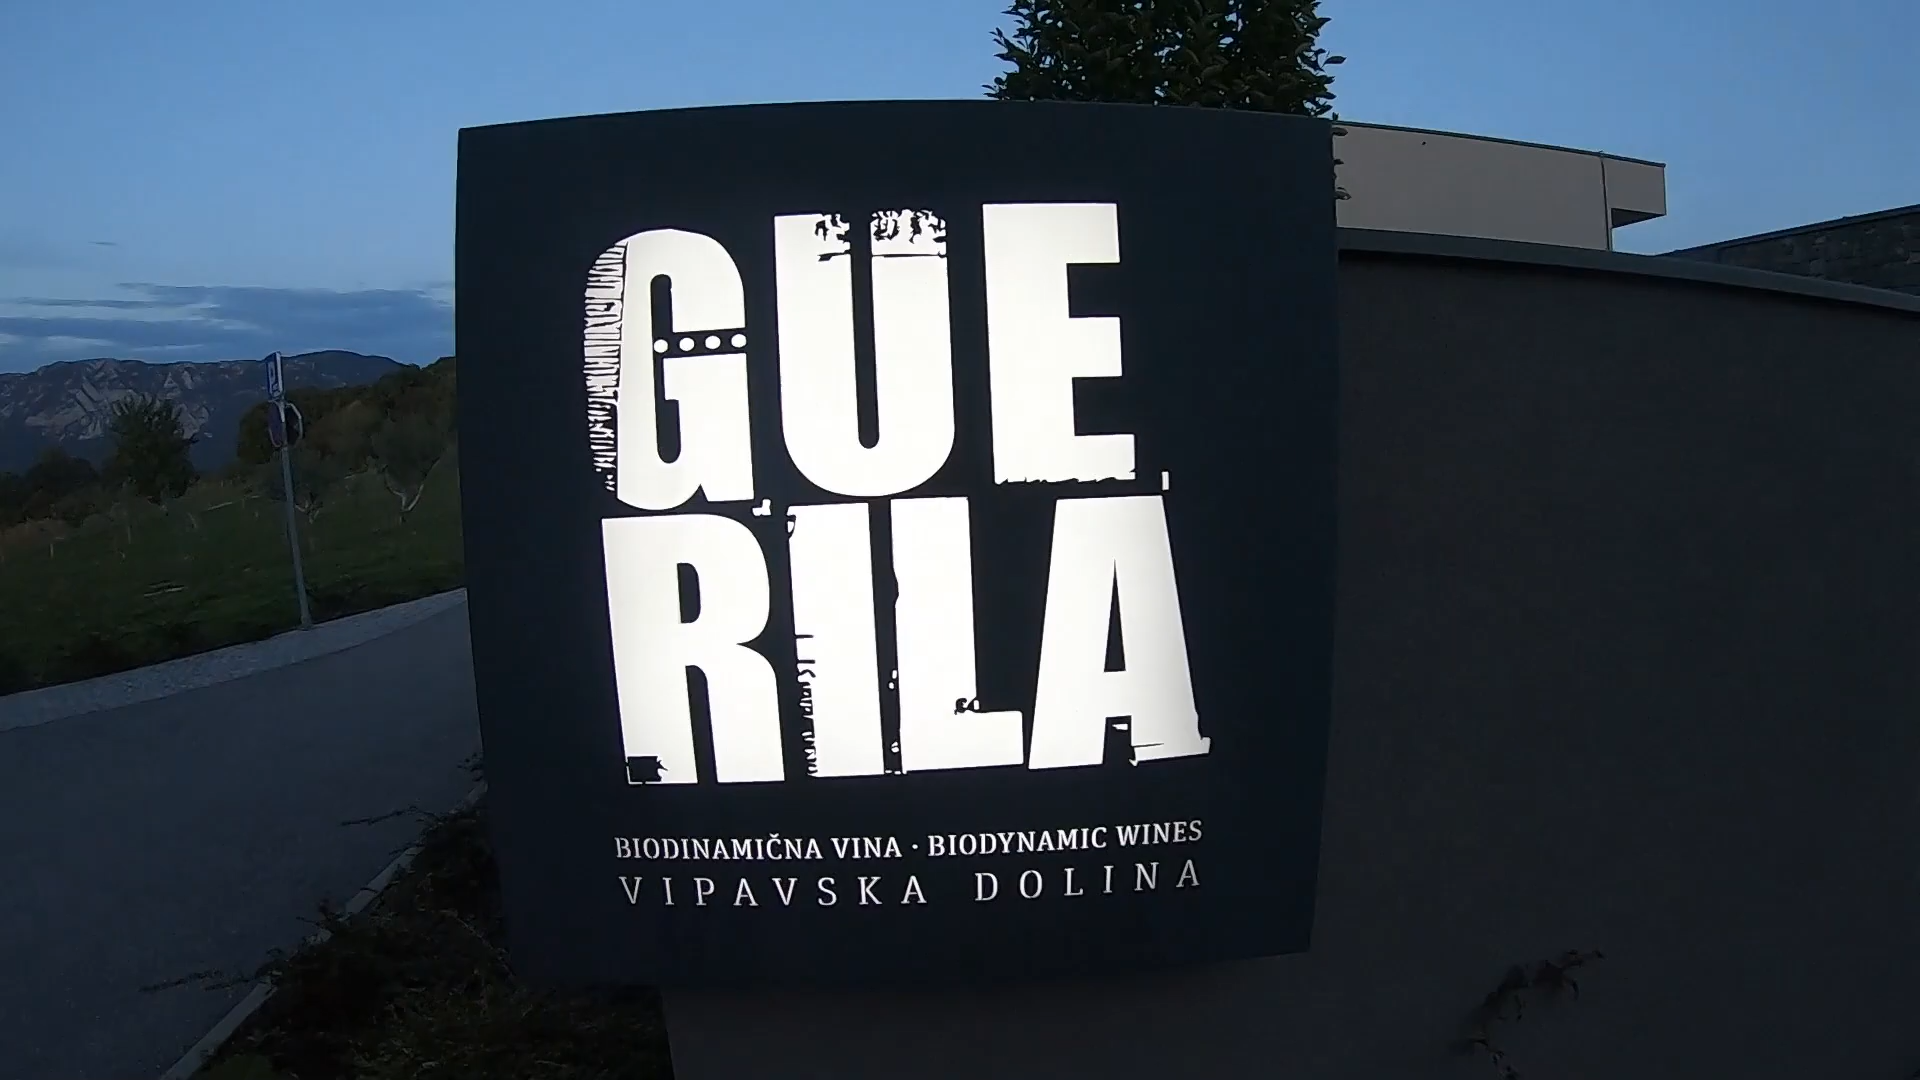 GUE
RILA
BIODINAMIČNA VINA · BIODYNAMIC WINES
VIPAVSKA DOLINA
P